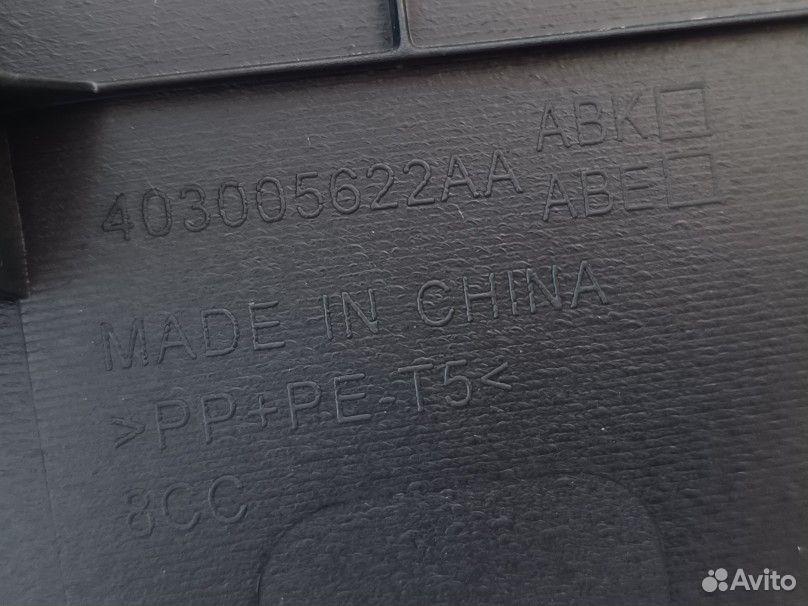 ABK□
403005622AA
ABE□
MADE IN CHINA
>PP+PE-T5<
8CC
Avito